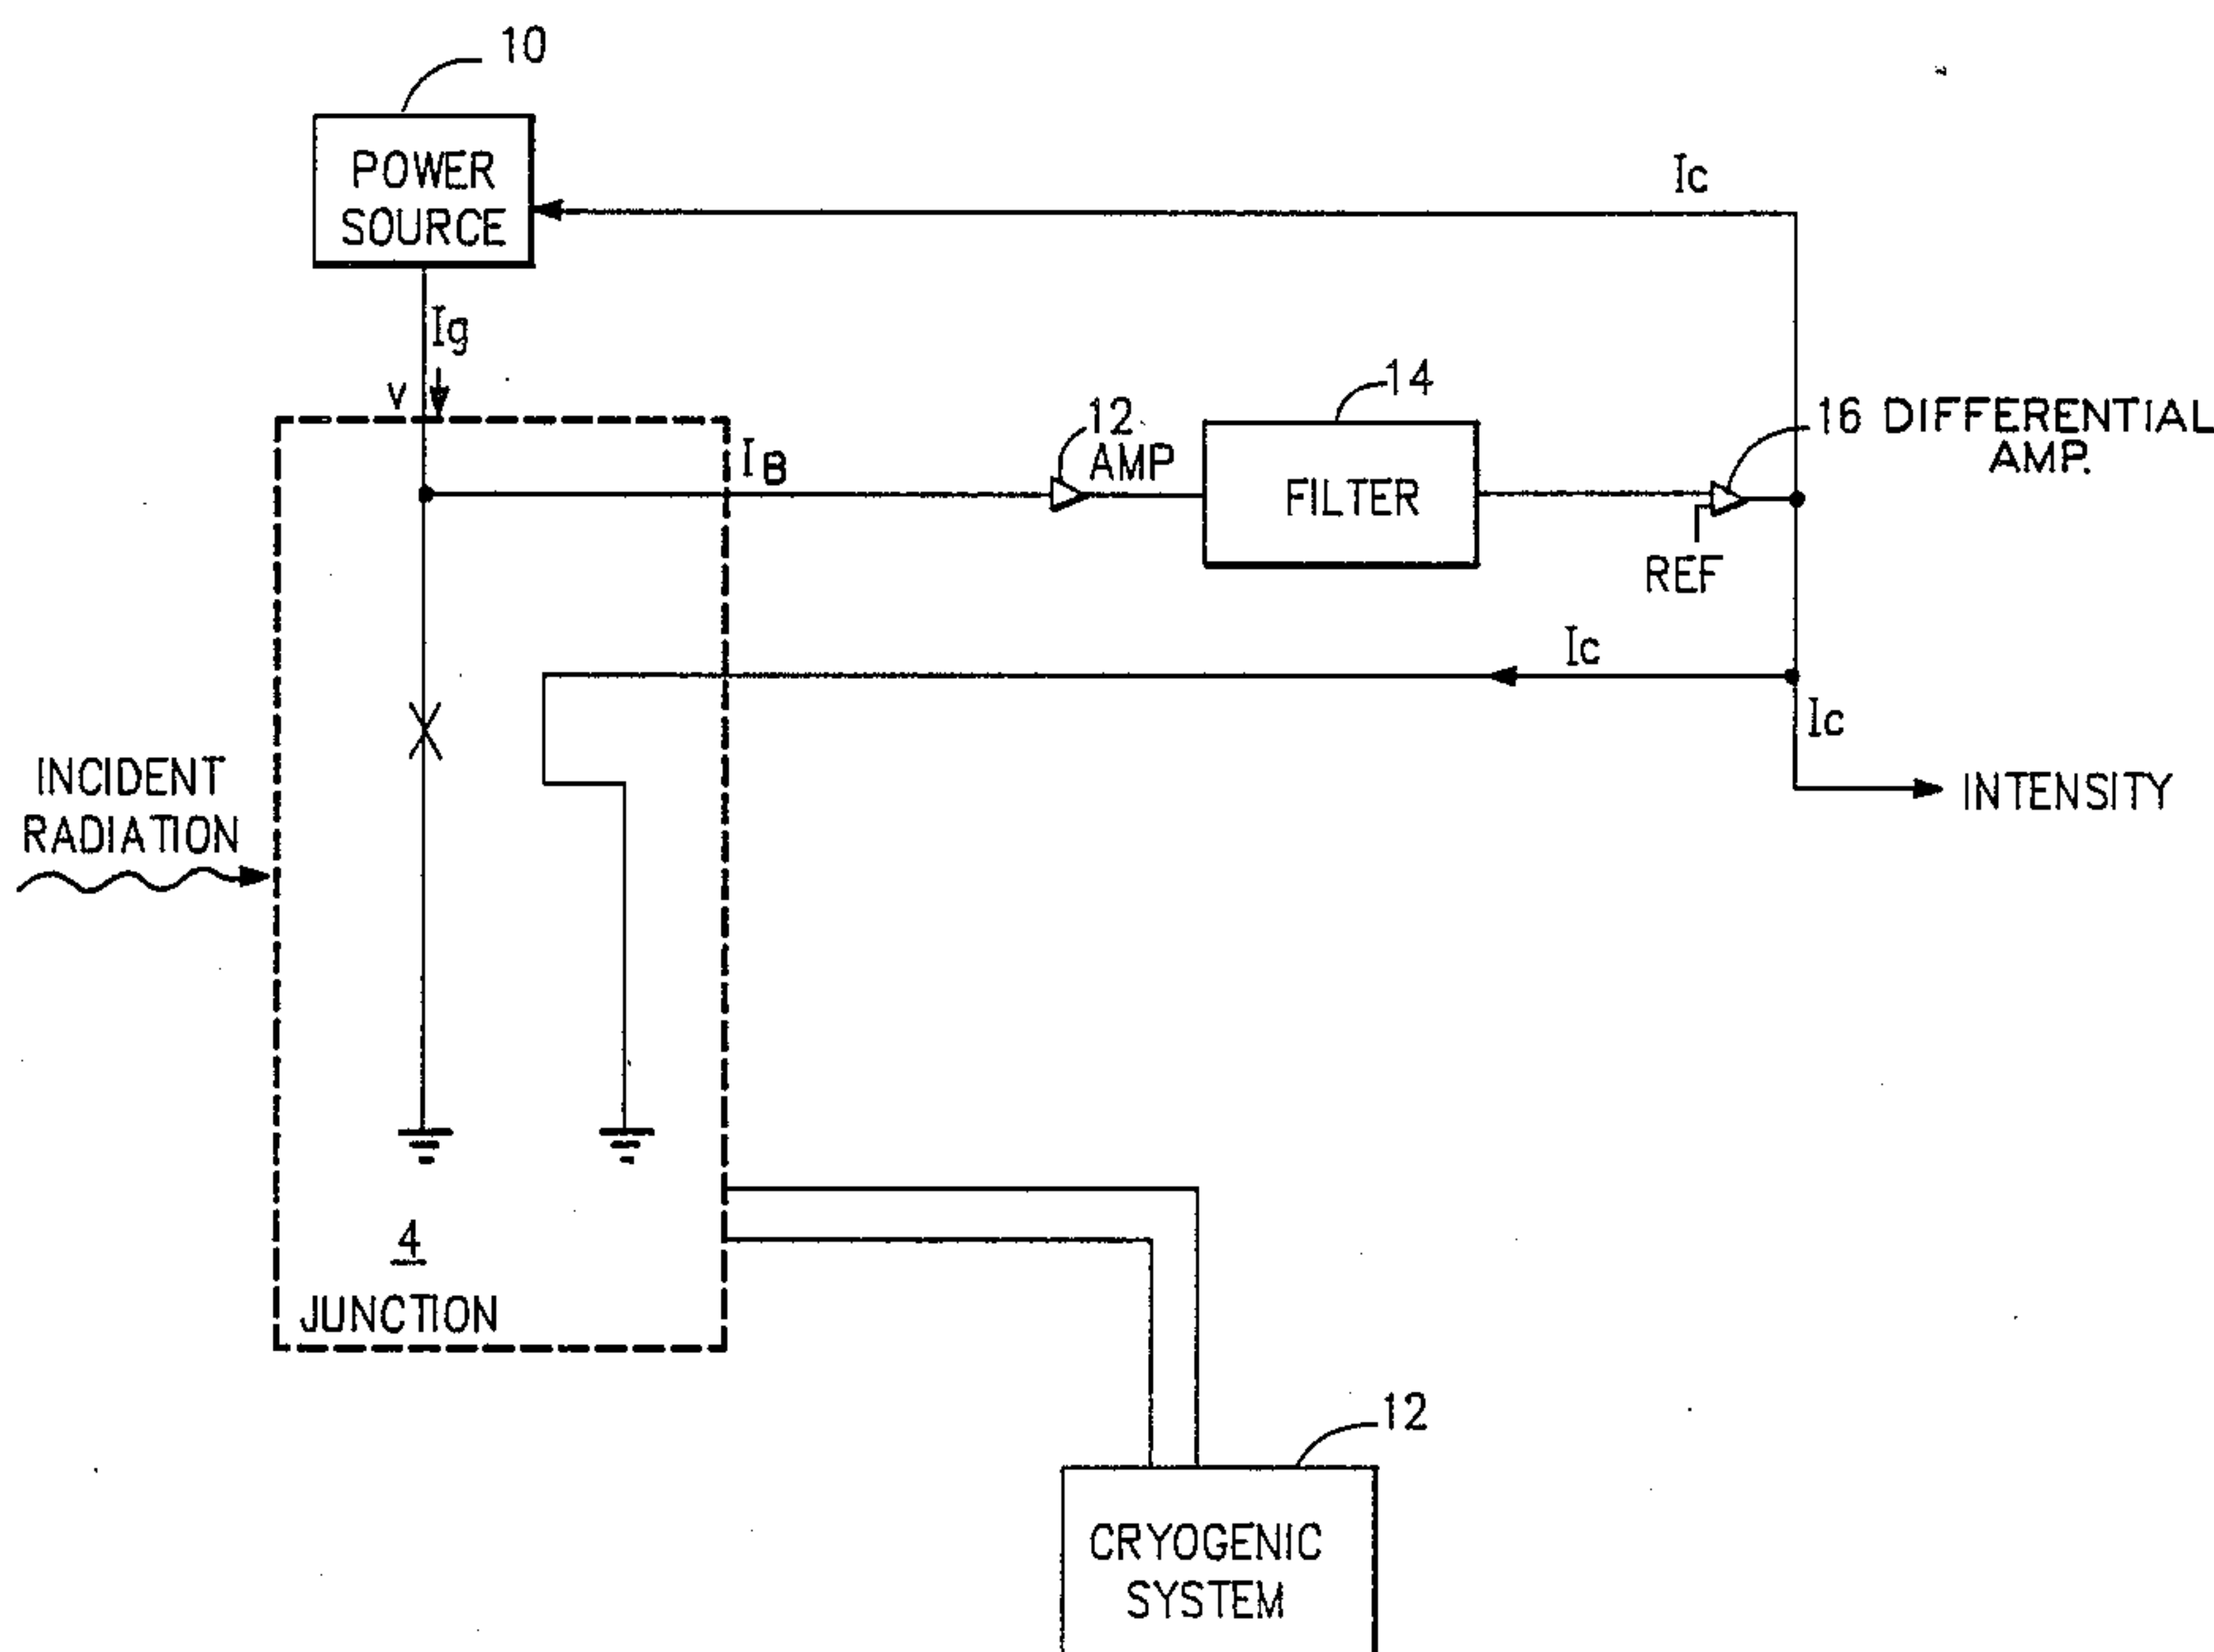 10
POWER
SOURCE
Ic
Ig
V
IB
12
AMP
14
FILTER
16 DIFFERENTIAL
AMP.
REF
Ic
Ic
INTENSITY
INCIDENT
RADIATION
4
JUNCTION
12
CRYOGENIC
SYSTEM